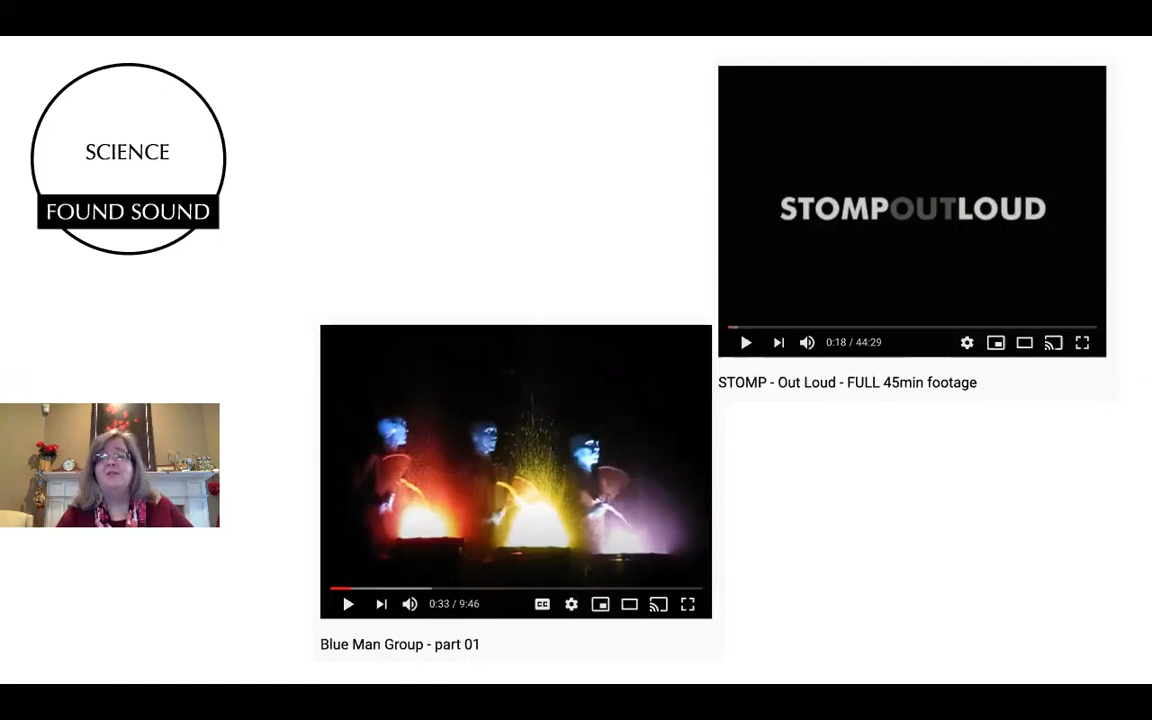 SCIENCE
FOUND SOUND
STOMPOUTLOUD
0:18 / 44:29
STOMP - Out Loud - FULL 45min footage
CC
0:33 / 9:46
Blue Man Group - part 01